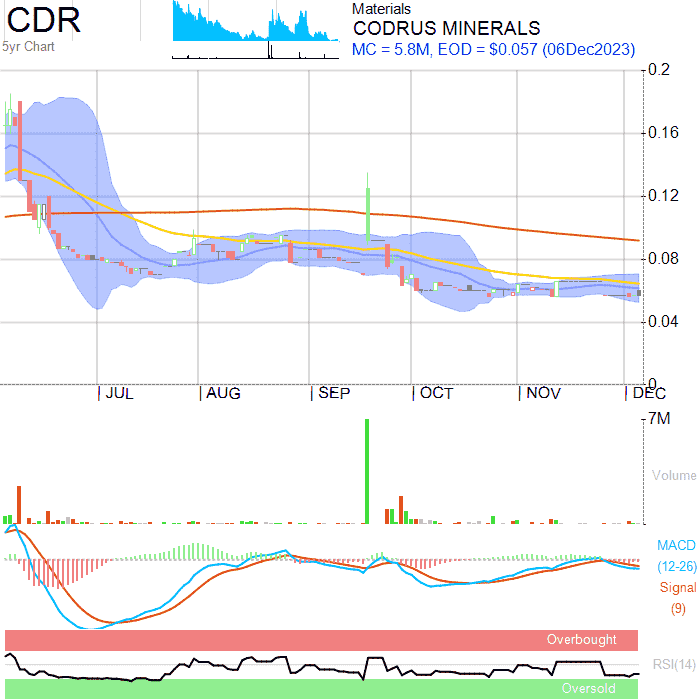 CDR
5yr Chart
Materials
CODRUS MINERALS
MC = 5.8M, EOD = $0.057 (06Dec2023)
0.2
0.16
0.12
0.08
0.04
0
JUL AUG SEP OCT NOV DEC
7M
Volume
MACD
(12-26)
Signal
(9)
Overbought
RSI(14)
Oversold